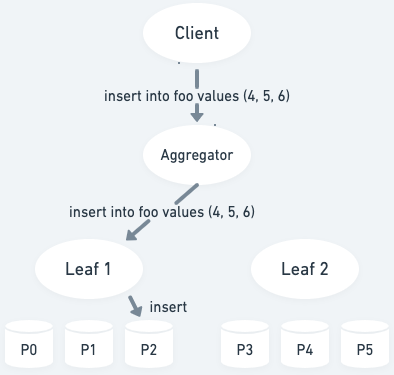 Client
insert into foo values (4, 5, 6)
Aggregator
insert into foo values (4, 5, 6)
Leaf 1
Leaf 2
insert
P0
P1
P2
P3
P4
P5